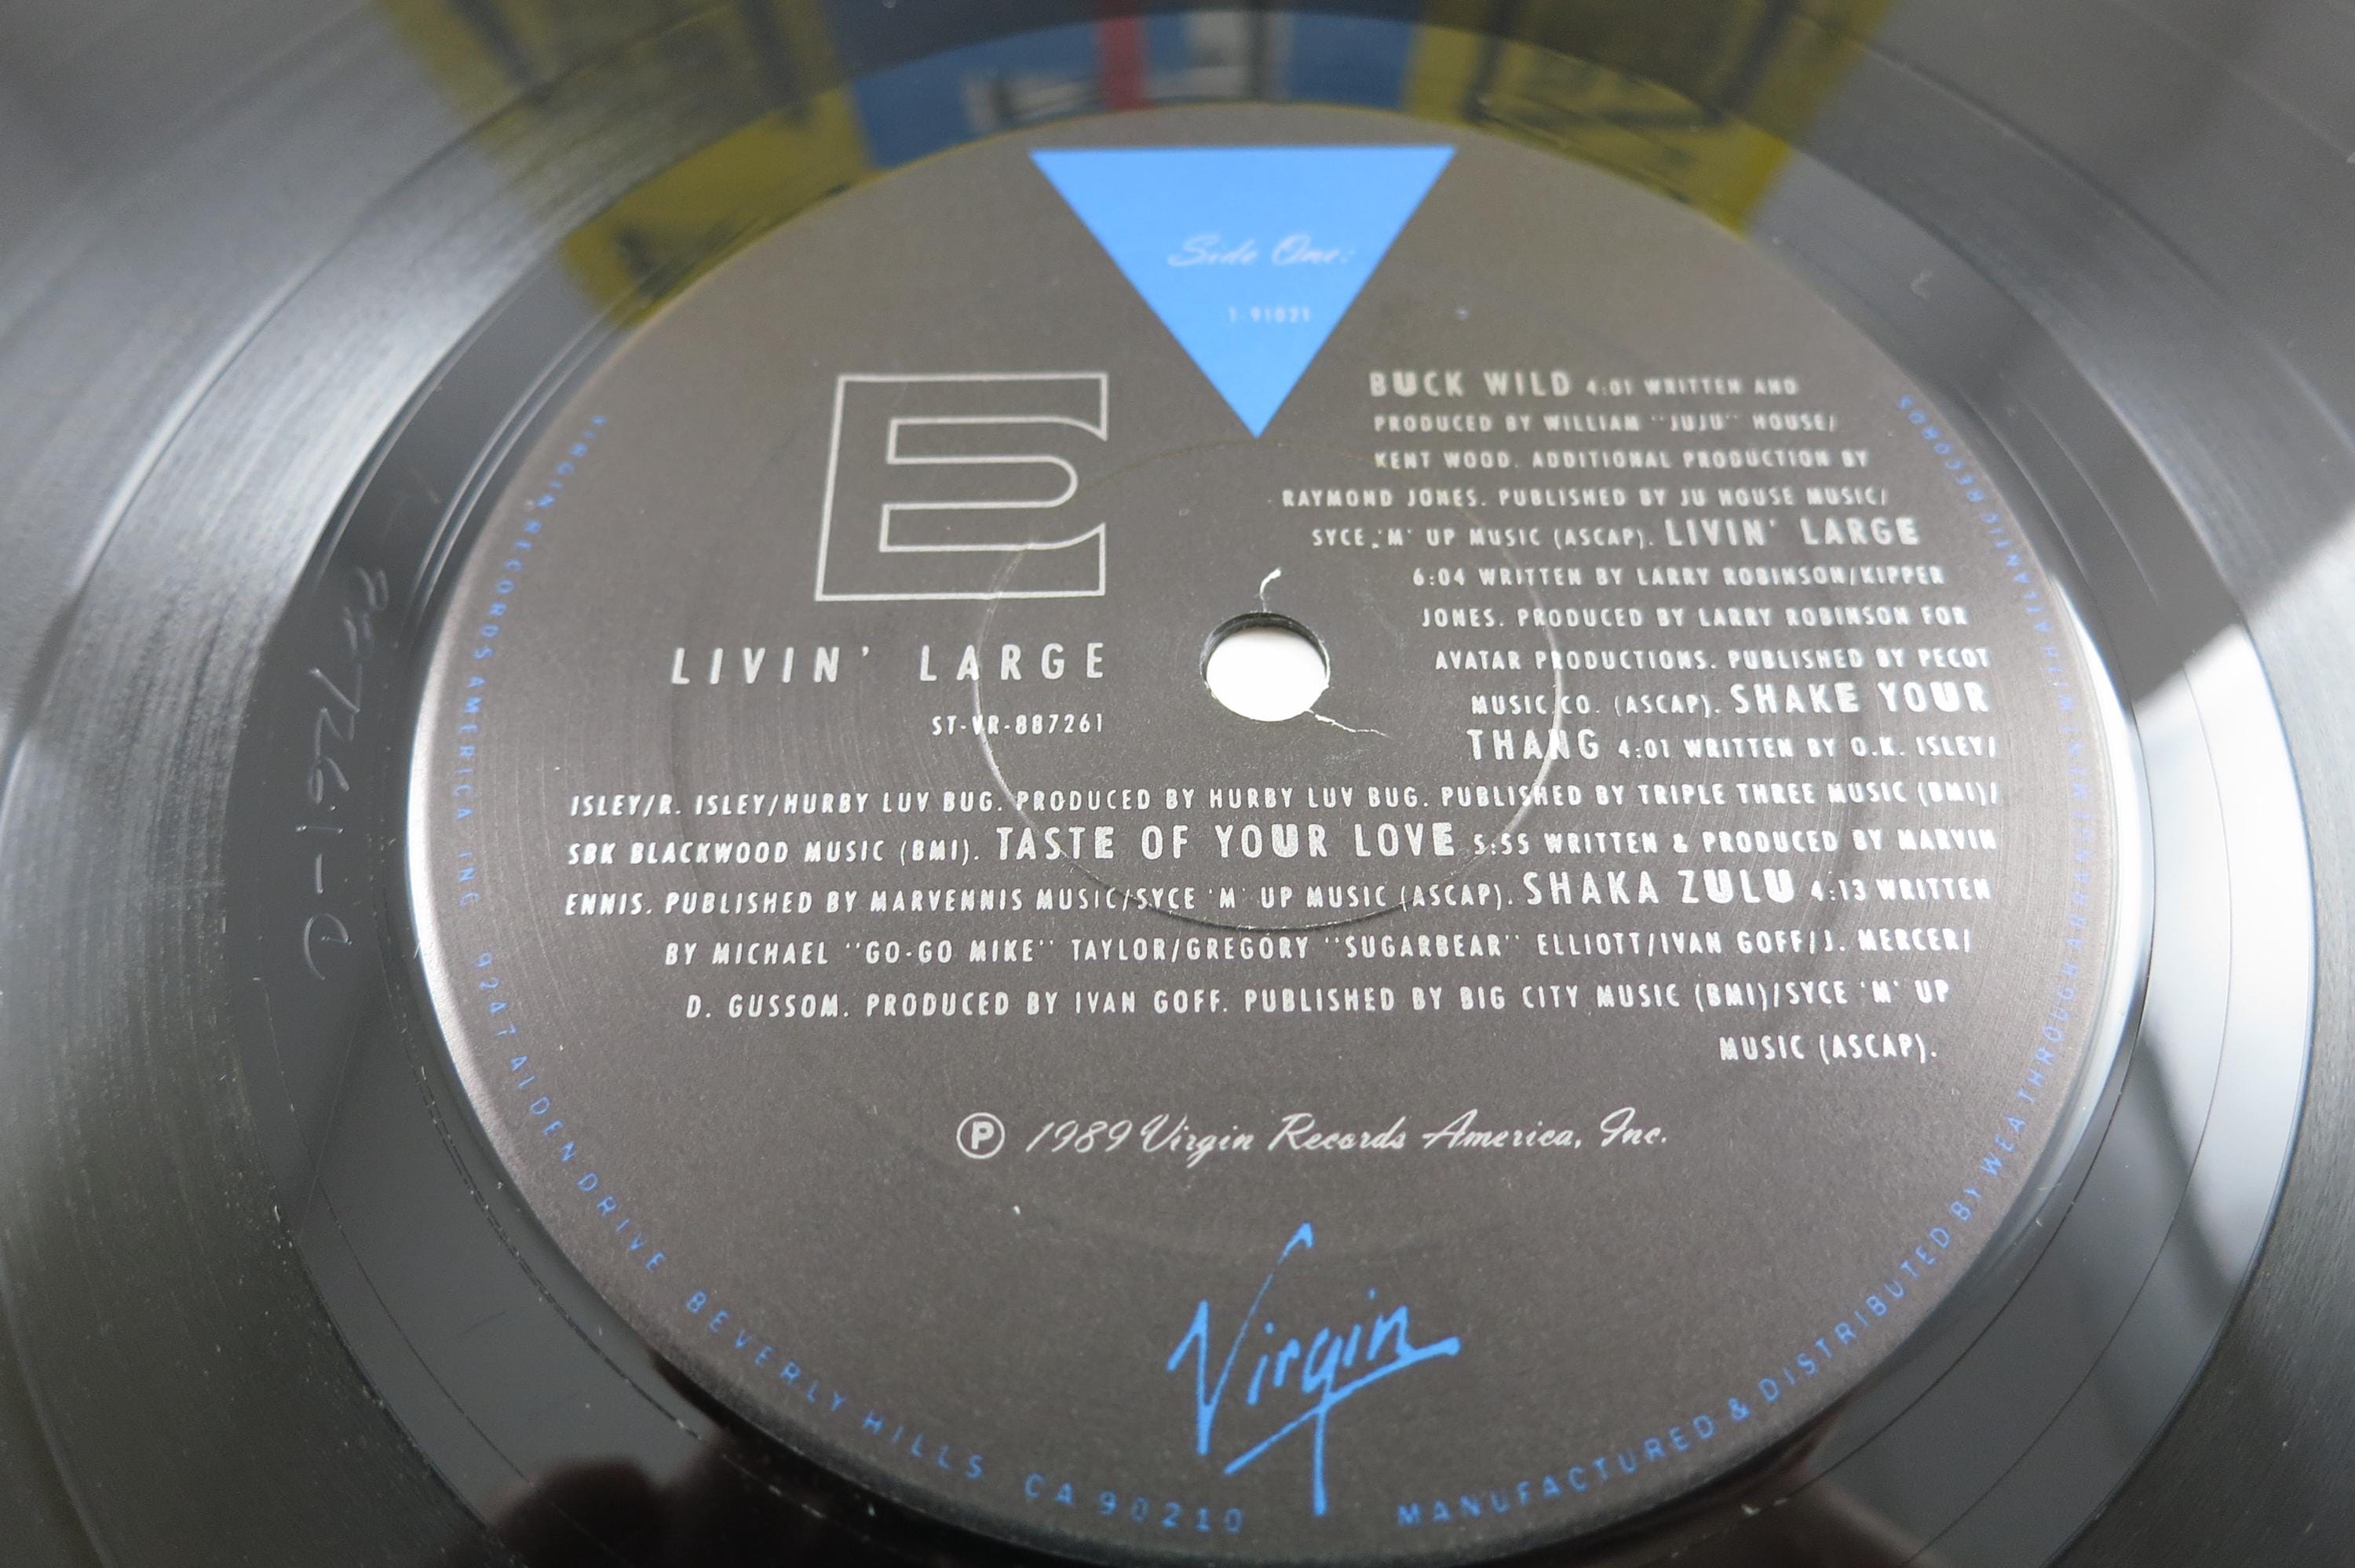 Side One:
1-91021
E
LIVIN' LARGE
ST-VR-887261
BUCK WILD 4:01 WRITTEN AND
PRODUCED BY WILLIAM "JUJU" HOUSE/
KENT WOOD. ADDITIONAL PRODUCTION BY
RAYMOND JONES. PUBLISHED BY JU HOUSE MUSIC/
SYCE 'M' UP MUSIC (ASCAP). LIVIN' LARGE
6:04 WRITTEN BY LARRY ROBINSON/KIPPER
JONES. PRODUCED BY LARRY ROBINSON FOR
AVATAR PRODUCTIONS. PUBLISHED BY PECOT
MUSIC CO. (ASCAP). SHAKE YOUR
THANG 4:01 WRITTEN BY O.K. ISLEY/
ISLEY/R. ISLEY/HURBY LUV BUG. PRODUCED BY HURBY LUV BUG. PUBLISHED BY TRIPLE THREE MUSIC (BMI)/
SBK BLACKWOOD MUSIC (BMI). TASTE OF YOUR LOVE 5:55 WRITTEN & PRODUCED BY MARVIN
ENNIS. PUBLISHED BY MARVENNIS MUSIC/SYCE 'M' UP MUSIC (ASCAP). SHAKA ZULU 4:13 WRITTEN
BY MICHAEL "GO-GO MIKE" TAYLOR/GREGORY "SUGARBEAR" ELLIOTT/IVAN GOFF/J. MERCER/
D. GUSSOM. PRODUCED BY IVAN GOFF. PUBLISHED BY BIG CITY MUSIC (BMI)/SYCE 'M' UP
MUSIC (ASCAP).
℗ 1989 Virgin Records America, Inc.
Virgin
VIRGIN RECORDS AMERICA INC 9247 ALDEN DRIVE BEVERLY HILLS CA 90210
MANUFACTURED & DISTRIBUTED BY WEA THROUGH ARRANGEMENT WITH ATLANTIC RECORDS